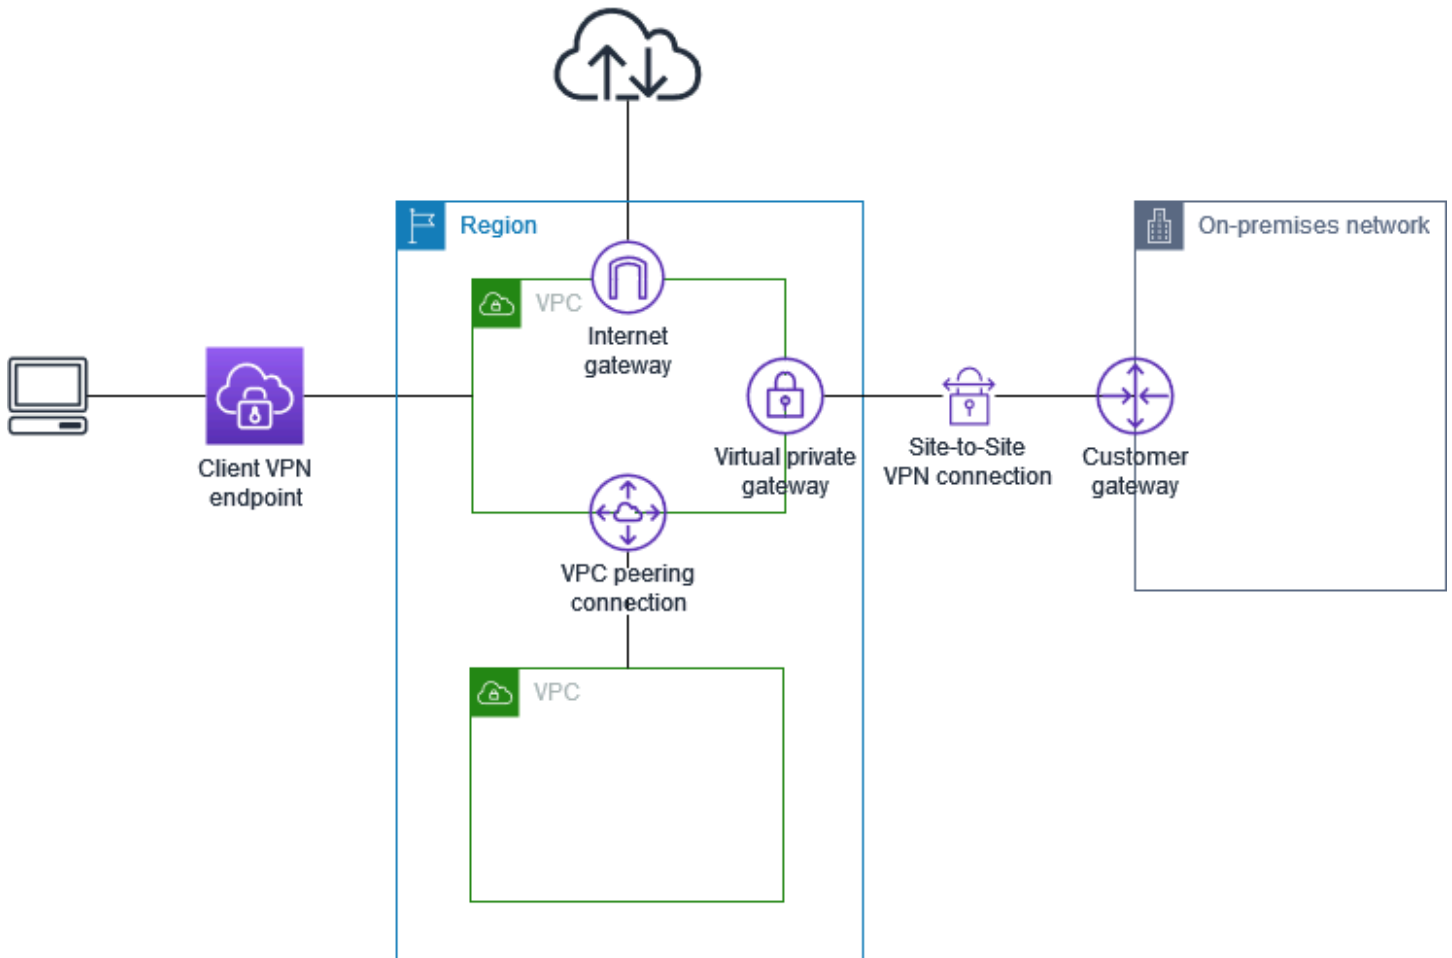 Region
On-premises network
VPC
Internet
gateway
Client VPN
endpoint
Virtual private
gateway
Site-to-Site
VPN connection
Customer
gateway
VPC peering
connection
VPC